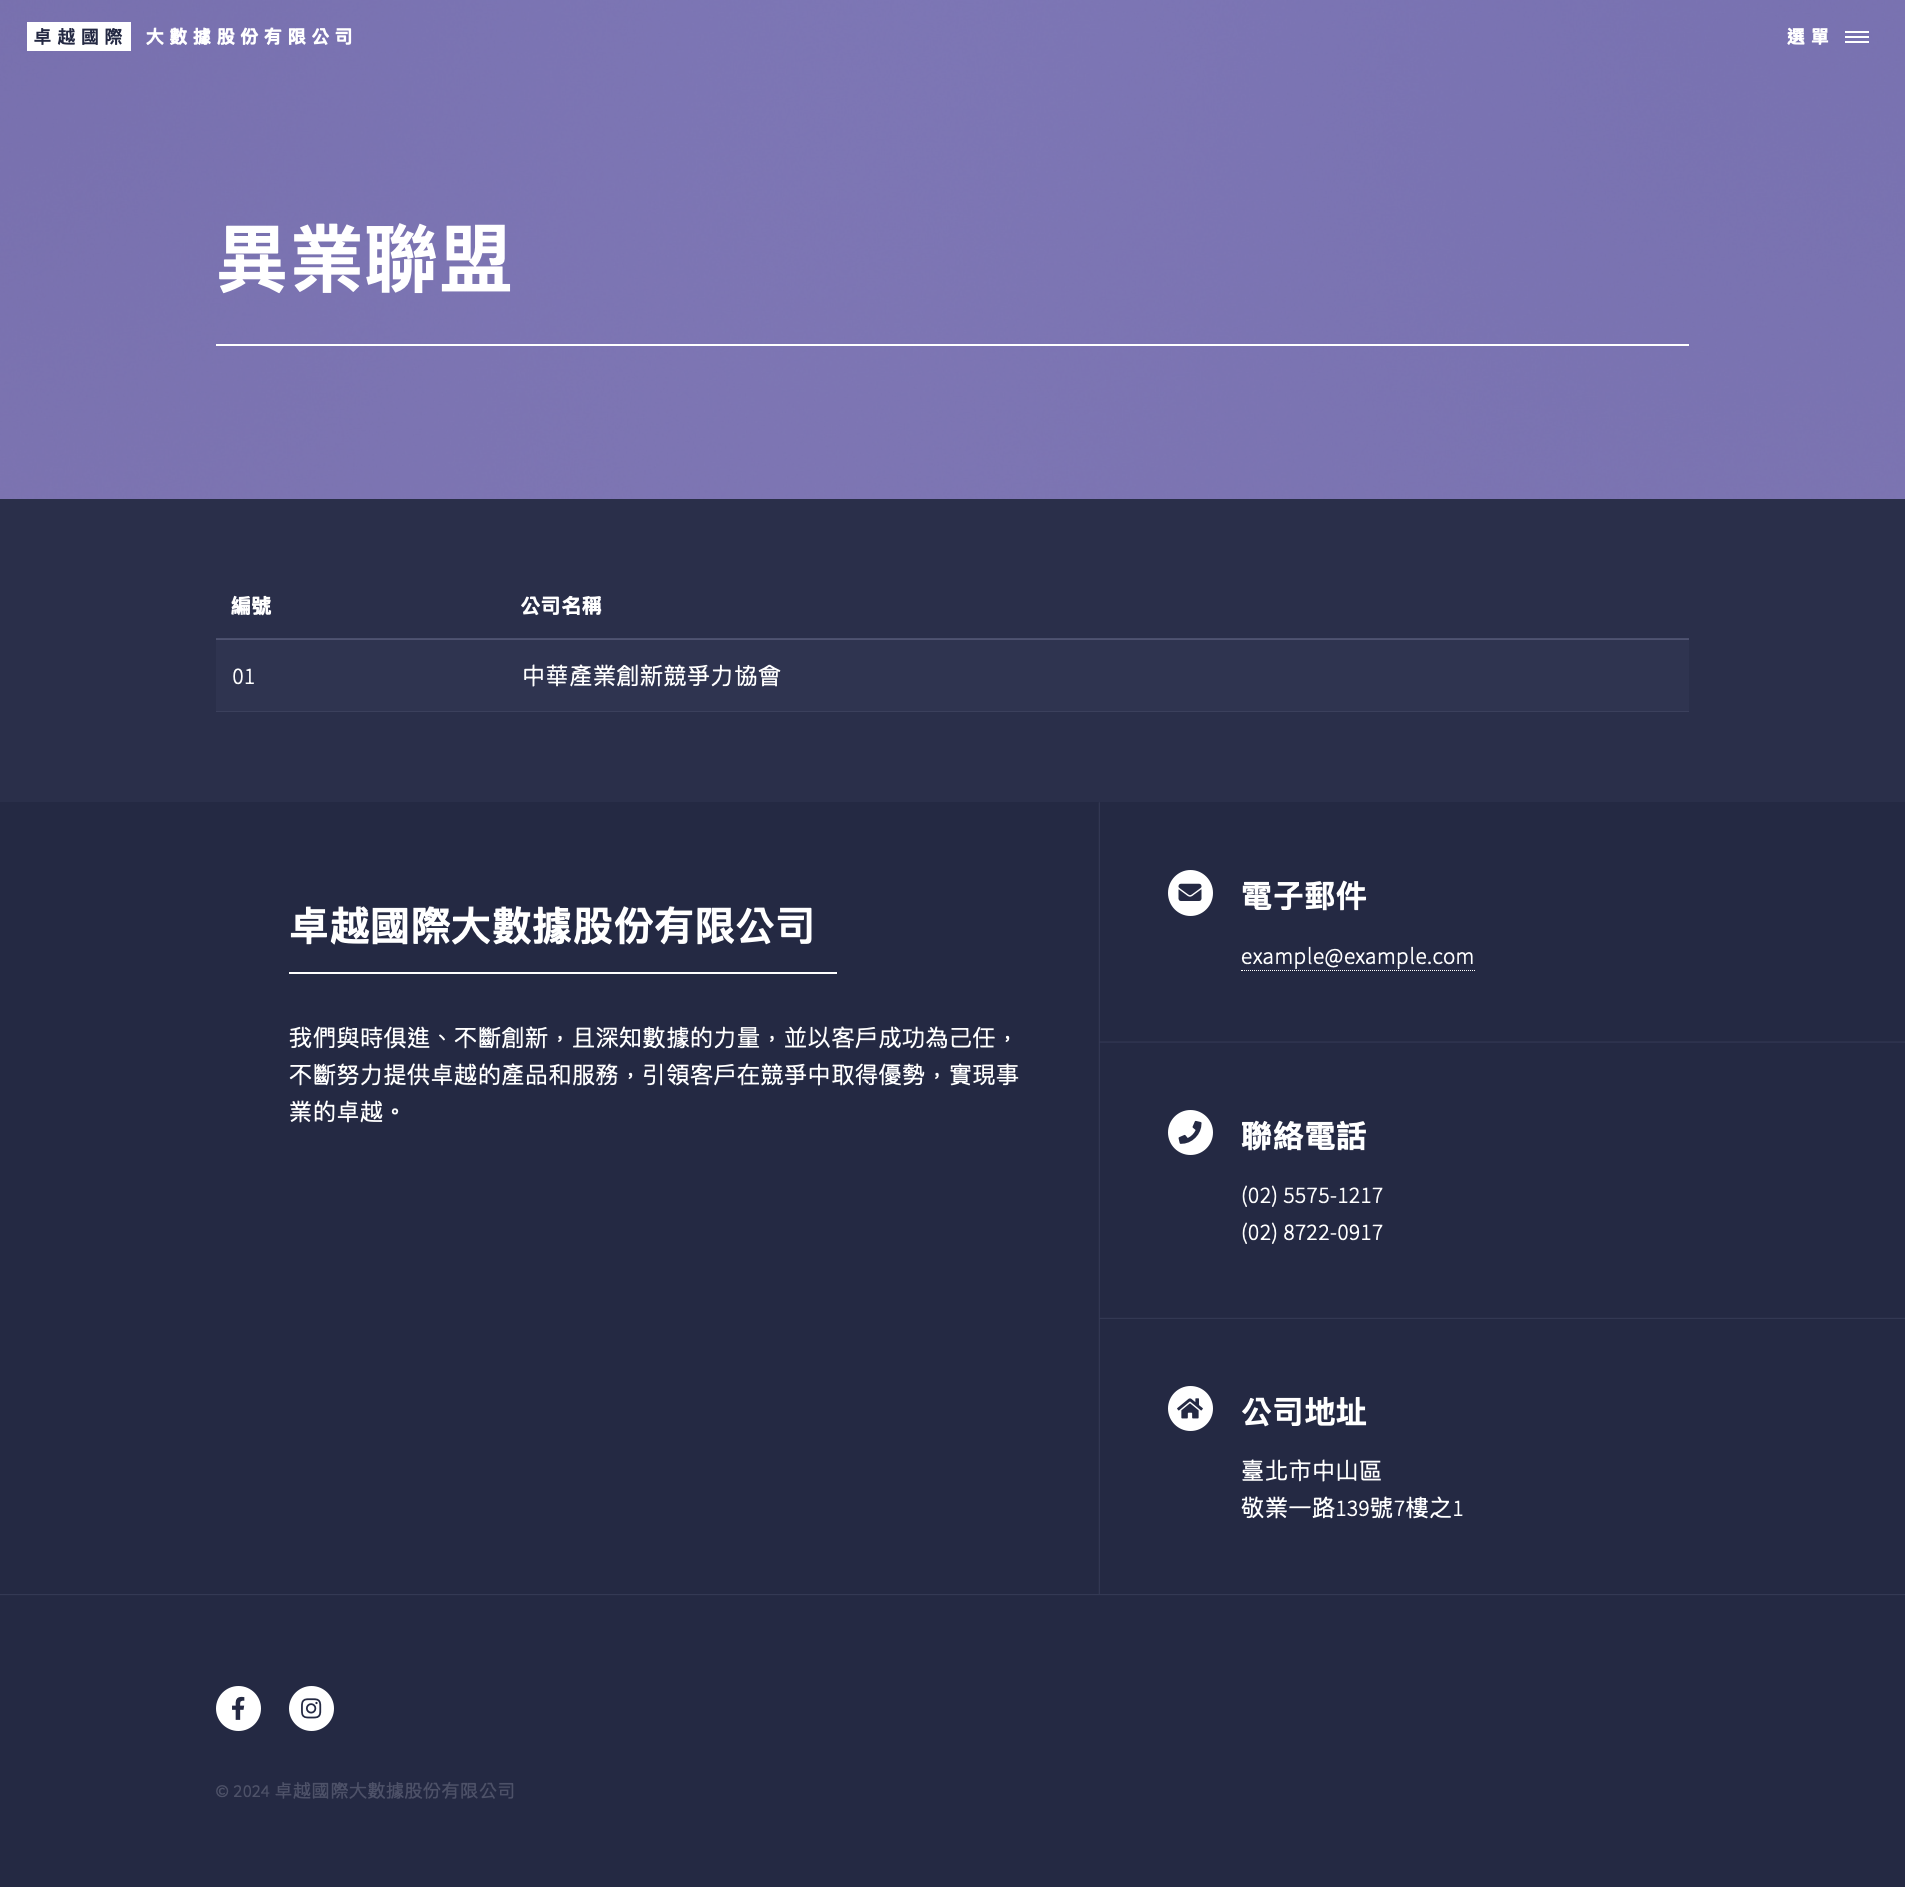 卓越國際 大數據股份有限公司
選單
異業聯盟
編號 公司名稱
01 中華產業創新競爭力協會
卓越國際大數據股份有限公司
我們與時俱進、不斷創新，且深知數據的力量，並以客戶成功為己任，
不斷努力提供卓越的產品和服務，引領客戶在競爭中取得優勢，實現事
業的卓越。
電子郵件
example@example.com
聯絡電話
(02) 5575-1217
(02) 8722-0917
公司地址
臺北市中山區
敬業一路139號7樓之1
© 2024 卓越國際大數據股份有限公司